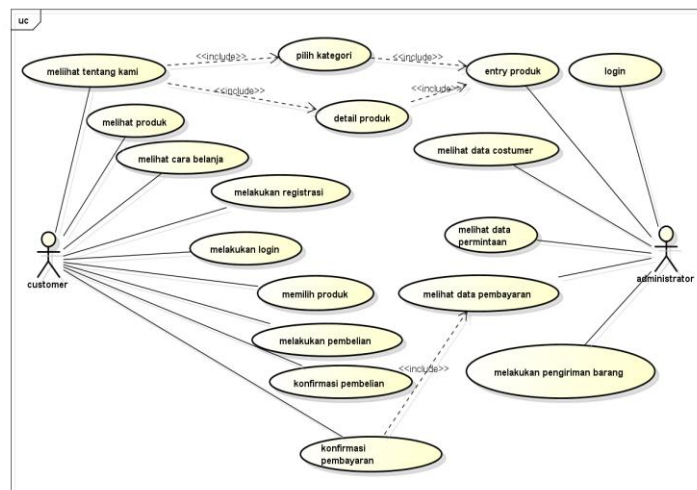 uc
<<include>>
pilih kategori
<<include>>
meliihat tentang kami
entry produk
login
<<include>>
<<include>>
detail produk
melihat produk
melihat data costumer
melihat cara belanja
melakukan registrasi
melihat data
permintaan
melakukan login
customer
administrator
memilih produk
melihat data pembayaran
melakukan pembelian
<<include>>
melakukan pengiriman barang
konfirmasi pembelian
konfirmasi
pembayaran